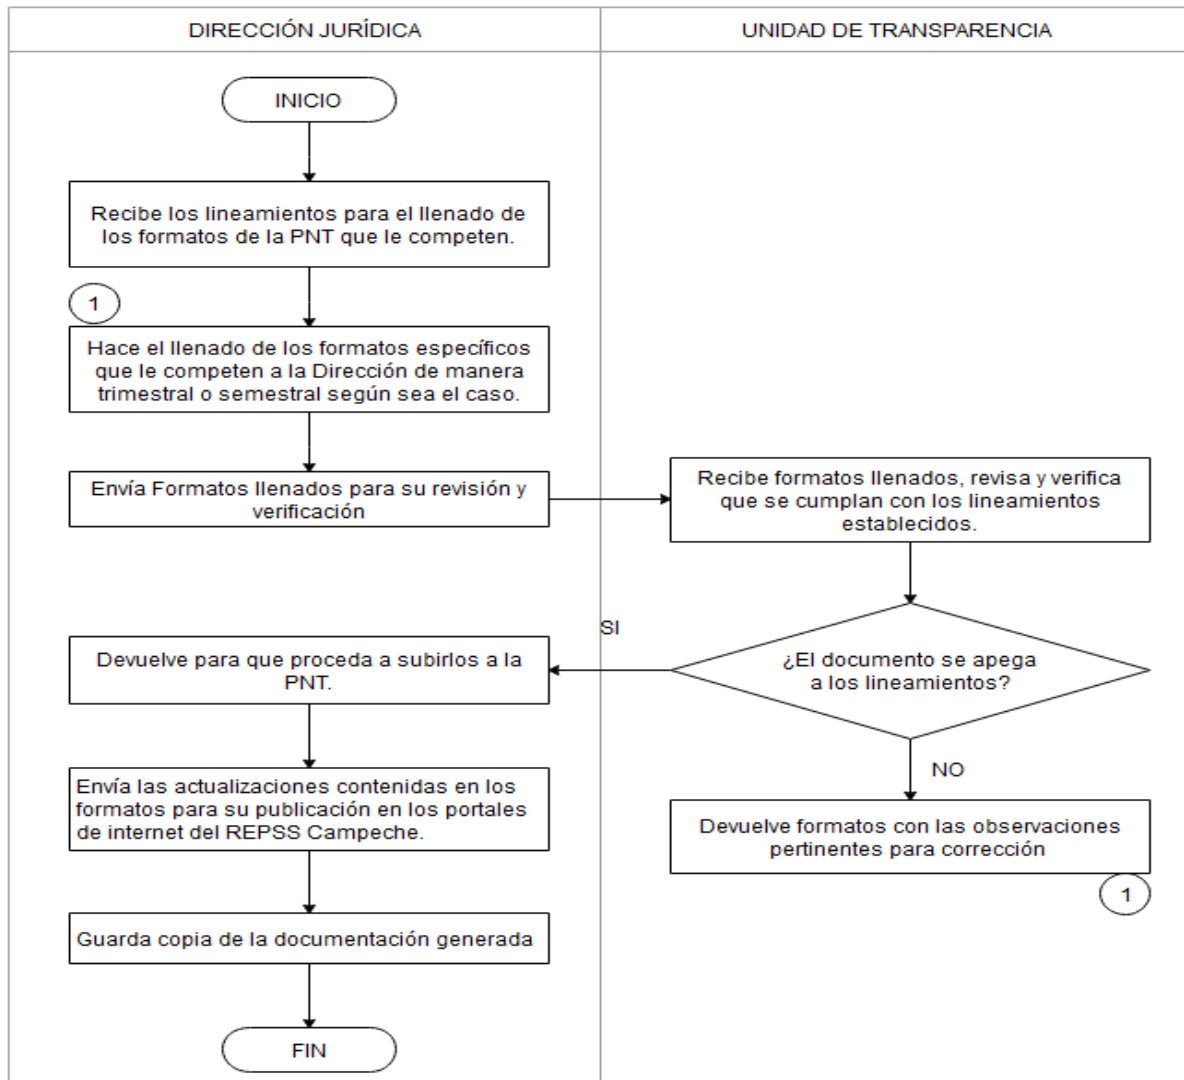 DIRECCIÓN JURÍDICA
UNIDAD DE TRANSPARENCIA
INICIO
Recibe los lineamientos para el llenado de
los formatos de la PNT que le competen.
1
Hace el llenado de los formatos específicos
que le competen a la Dirección de manera
trimestral o semestral según sea el caso.
Envía Formatos llenados para su revisión y
verificación
Recibe formatos llenados, revisa y verifica
que se cumplan con los lineamientos
establecidos.
¿El documento se apega
a los lineamientos?
SI
NO
Devuelve para que proceda a subirlos a la
PNT.
Devuelve formatos con las observaciones
pertinentes para corrección
1
Envía las actualizaciones contenidas en los
formatos para su publicación en los portales
de internet del REPSS Campeche.
Guarda copia de la documentación generada
FIN